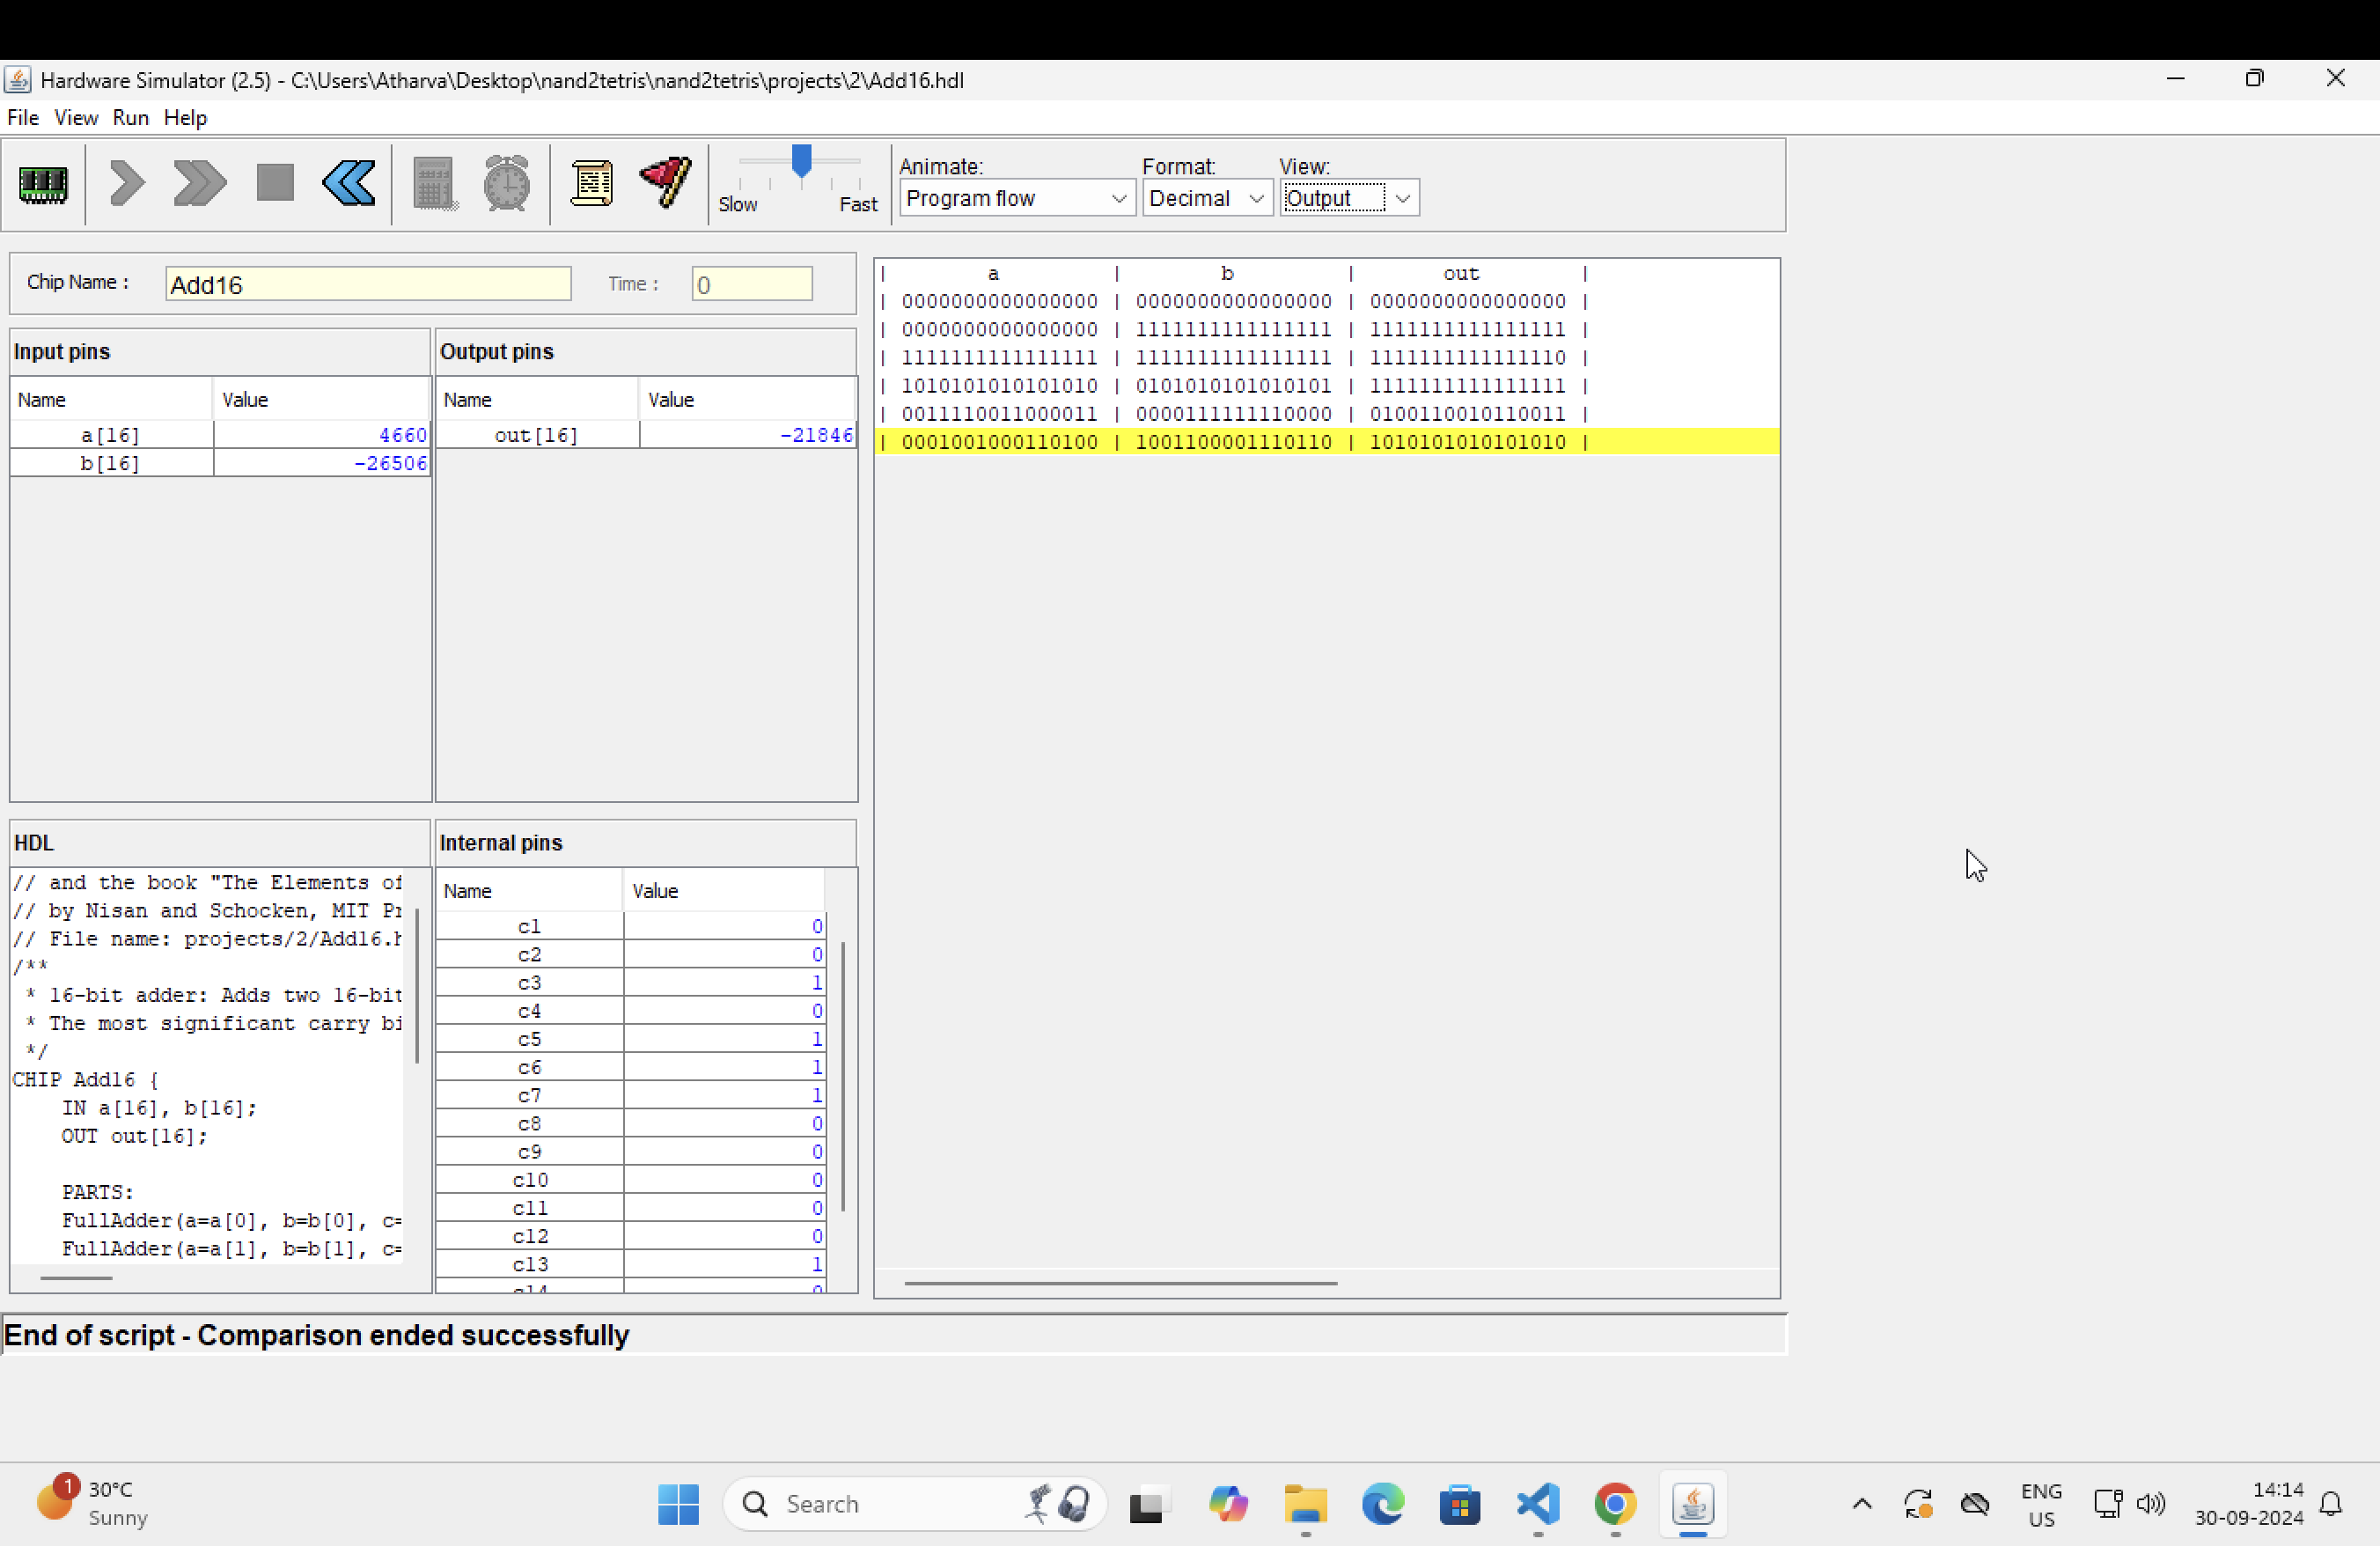 Hardware Simulator (2.5) - C:\Users\Atharva\Desktop\nand2tetris\nand2tetris\projects\2\Add16.hdl
File View Run Help
Slow Fast
Animate: Format: View:
Program flow Decimal Output
Chip Name : Add16 Time : 0
Input pins
Name Value
a[16] 4660
b[16] -26506
Output pins
Name Value
out[16] -21846
| a | b | out |
| 0000000000000000 | 0000000000000000 | 0000000000000000 |
| 0000000000000000 | 1111111111111111 | 1111111111111111 |
| 1111111111111111 | 1111111111111111 | 1111111111111110 |
| 1010101010101010 | 0101010101010101 | 1111111111111111 |
| 0011110011000011 | 0000111111110000 | 0100110010110011 |
| 0001001000110100 | 1001100001110110 | 1010101010101010 |
HDL
// and the book "The Elements of
// by Nisan and Schocken, MIT Pr
// File name: projects/2/Add16.h
/**
* 16-bit adder: Adds two 16-bit
* The most significant carry bi
*/
CHIP Add16 {
IN a[16], b[16];
OUT out[16];
PARTS:
FullAdder(a=a[0], b=b[0], c=
FullAdder(a=a[1], b=b[1], c=
Internal pins
Name Value
c1 0
c2 0
c3 1
c4 0
c5 1
c6 1
c7 1
c8 0
c9 0
c10 0
c11 0
c12 0
c13 1
c14 0
End of script - Comparison ended successfully
1
30°C
Sunny
Search
ENG
US
14:14
30-09-2024